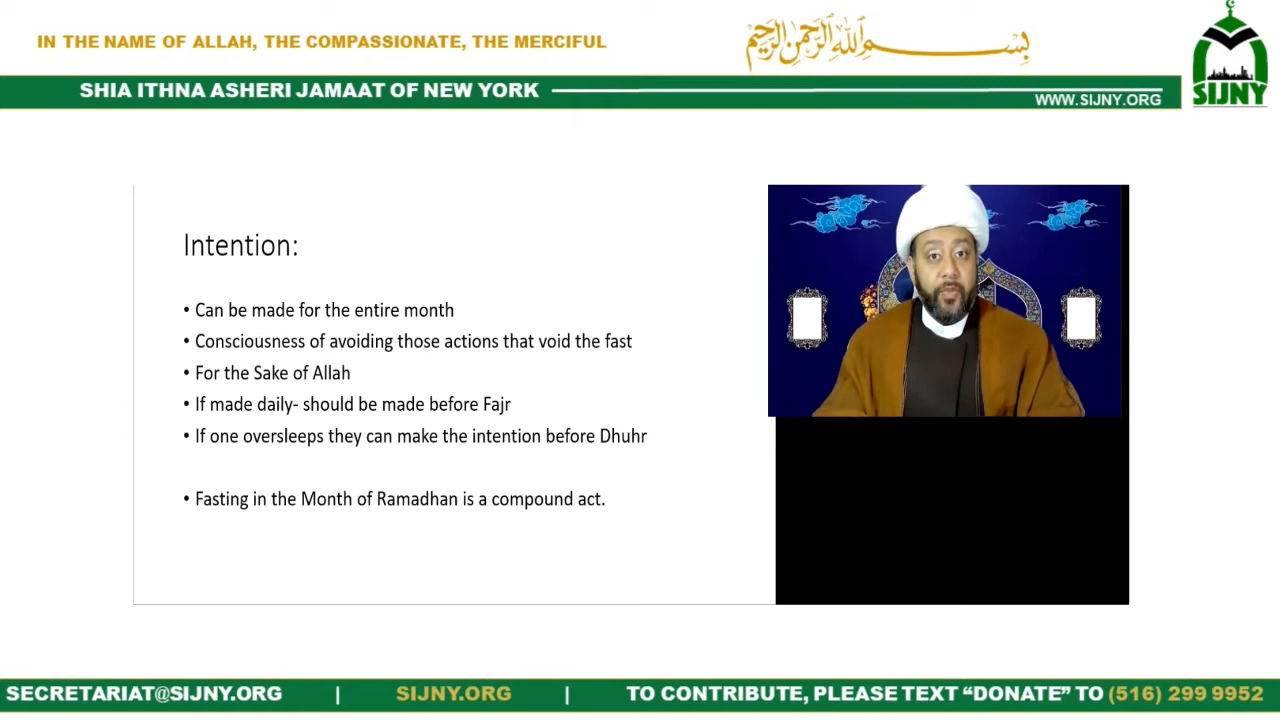 IN THE NAME OF ALLAH, THE COMPASSIONATE, THE MERCIFUL
بسم الله الرحمن الرحيم
SHIA ITHNA ASHERI JAMAAT OF NEW YORK
WWW.SIJNY.ORG
SIJNY
Intention:
• Can be made for the entire month
• Consciousness of avoiding those actions that void the fast
• For the Sake of Allah
• If made daily- should be made before Fajr
• If one oversleeps they can make the intention before Dhuhr
• Fasting in the Month of Ramadhan is a compound act.
SECRETARIAT@SIJNY.ORG | SIJNY.ORG | TO CONTRIBUTE, PLEASE TEXT “DONATE” TO (516) 299 9952